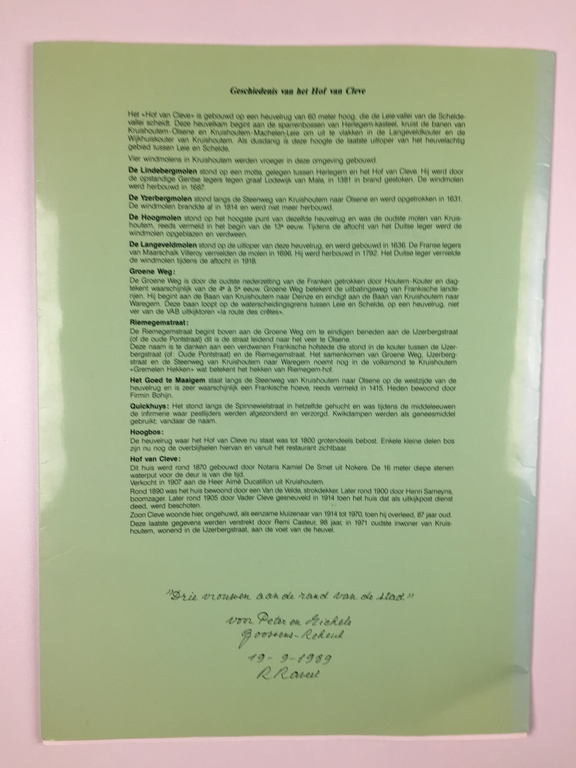 Geschiedenis van het Hof van Cleve
Het «Hof van Cleve» is gebouwd op een heuvelrug van 60 meter hoog, die de Leie-vallei van de Schelde-
vallei scheidt. Deze heuvelkam begint aan de sparrenbossen van Herlegem-kasteel, kruist de banen van
Kruishoutem-Olsene en Kruishoutem-Machelen-Leie om uit te vlakken in de Langeveldkouter en de
Wijkhuiskouter van Kruishoutem. Als dusdanig is deze hoogte de laatste uitloper van het heuvelachtig
gebied tussen Leie en Schelde.
Vier windmolens in Kruishoutem werden vroeger in deze omgeving gebouwd.
De Lindebergmolen stond op een motte, gelegen tussen Herlegem en het Hof van Cleve. Hij werd door
de opstandige Gentse legers tegen graaf Lodewijk van Male, in 1381 in brand gestoken. De windmolen
werd herbouwd in 1687.
De Yzerbergmolen stond langs de Steenweg van Kruishoutem naar Olsene en werd opgetrokken in 1631.
De windmolen brandde af in 1914 en werd niet meer herbouwd.
De Hoogmolen stond op het hoogste punt van dezelfde heuvelrug en was de oudste molen van Kruis-
houtem, reeds vermeld in het begin van de 13e eeuw. Tijdens de aftocht van het Duitse leger werd de
windmolen opgeblazen en verdween.
De Langeveldmolen stond op de uitloper van deze heuvelrug, en werd gebouwd in 1636. De Franse legers
van Maarschalk Villeroy vernielden de molen in 1696. Hij werd herbouwd in 1792. Het Duitse leger vernielde
de windmolen tijdens de aftocht in 1918.
Groene Weg:
De Groene Weg is door de oudste nederzetting van de Franken getrokken door Houtem-Kouter en dag-
tekent waarschijnlijk van de 4e à 5e eeuw. Groene Weg betekent de uitbatingsweg van Frankische lande-
rijen. Hij begint aan de Baan van Kruishoutem naar Deinze en eindigt aan de Baan van Kruishoutem naar
Waregem. Deze baan loopt op de waterscheidingsgrens tussen Leie en Schelde, op een heuvelrug, niet
ver van de VAB uitkijktoren «la route des crêtes».
Riemegemstraat:
De Riemegemstraat begint boven aan de Groene Weg om te eindigen beneden aan de IJzerbergstraat
(of de oude Pontstraat) dit is de straat leidend naar het veer te Olsene.
Deze naam is te danken aan een verdwenen Frankische hofstede die stond in de kouter tussen de IJzer-
bergstraat (of: Oude Pontstraat) en de Riemegemstraat. Het samenkomen van Groene Weg, IJzerberg-
straat en de Steenweg van Kruishoutem naar Waregem noemt nog in de volksmond te Kruishoutem
«Gremelen Hekken» wat betekent het hekken van Riemegem-hof.
Het Goed te Maaigem staat langs de Steenweg van Kruishoutem naar Olsene op de westzijde van de
heuvelrug en is zeer waarschijnlijk een Frankische hoeve, reeds vermeld in 1415. Heden bewoond door
Firmin Bohijn.
Quickhuys: Het stond langs de Spinnewielstraat in hetzelfde gehucht en was tijdens de middeleeuwen
de infirmerie waar pestlijders werden afgezonderd en verzorgd. Kwikdampen werden als geneesmiddel
gebruikt; vandaar de naam.
Hoogbos:
De heuvelrug waar het Hof van Cleve nu staat was tot 1800 grotendeels bebost. Enkele kleine delen bos
zijn nu nog de overblijfselen hiervan en vanuit het restaurant zichtbaar.
Hof van Cleve:
Dit huis werd rond 1870 gebouwd door Notaris Kamiel De Smet uit Nokere. De 16 meter diepe stenen
waterput voor de deur is van die tijd.
Verkocht in 1907 aan de Heer Aimé Ducatillon uit Kruishoutem.
Rond 1890 was het huis bewoond door een Van de Velde, strokdekker. Later rond 1900 door Henri Sameyns,
boomzager. Later rond 1905 door Vader Cleve gesneuveld in 1914 toen het huis dat als uitkijkpost dienst
deed, werd beschoten.
Zoon Cleve woonde hier, ongehuwd, als eenzame kluizenaar van 1914 tot 1970, toen hij overleed, 87 jaar oud.
Deze laatste gegevens werden verstrekt door Remi Casteur, 98 jaar, in 1971 oudste inwoner van Kruis-
houtem, wonend in de IJzerbergstraat, aan de voet van de heuvel.
"Drie vrouwen aan de rand van de stad"
voor Peter en
Goossens-
19-9-1989
R Raveel